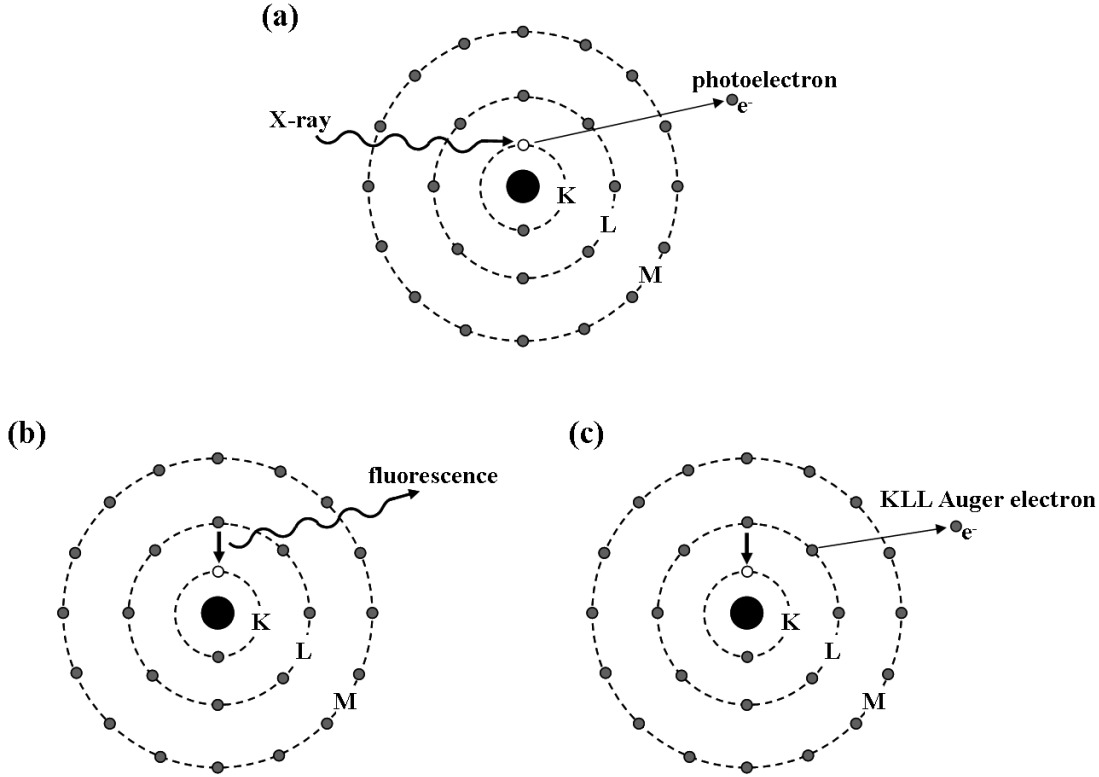 (a)
photoelectron
e-
X-ray
K
L
M
(b)
fluorescence
K
L
M
(c)
KLL Auger electron
e-
K
L
M